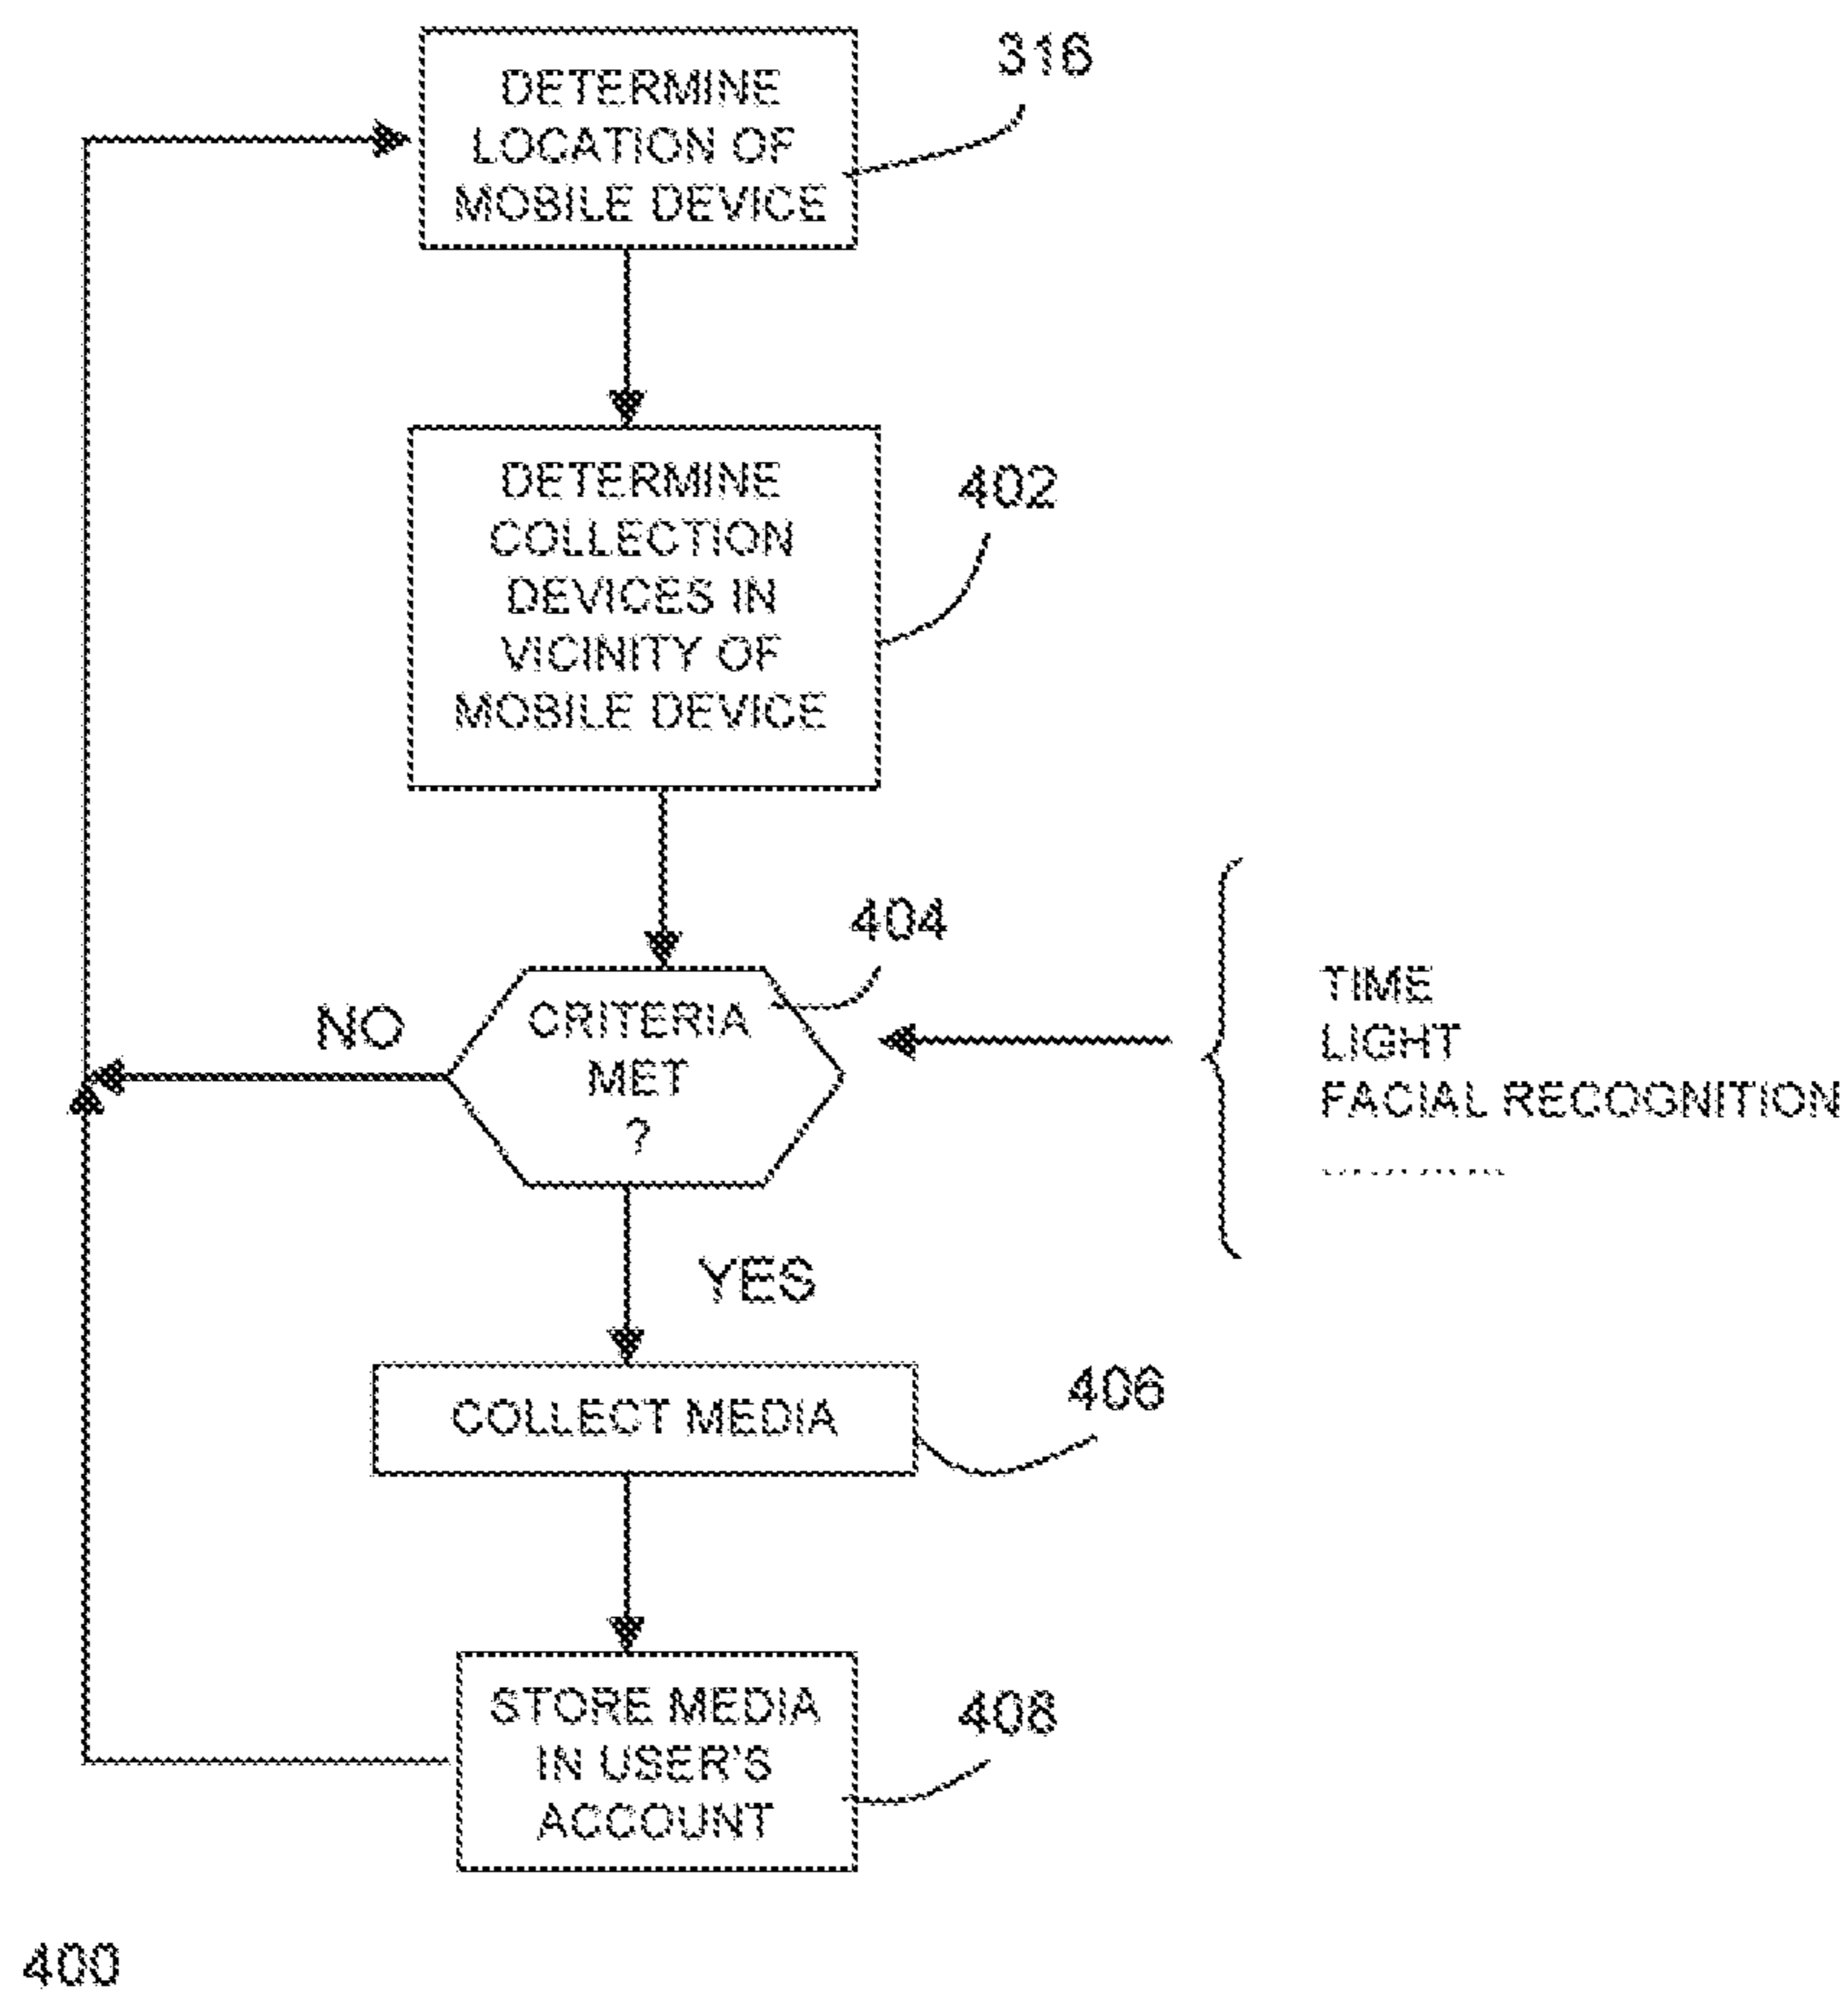 316
DETERMINE
LOCATION OF
MOBILE DEVICE
402
DETERMINE
COLLECTION
DEVICES IN
VICINITY OF
MOBILE DEVICE
404
NO
CRITERIA
MET
?
TIME
LIGHT
FACIAL RECOGNITION
YES
406
COLLECT MEDIA
408
STORE MEDIA
IN USER'S
ACCOUNT
400